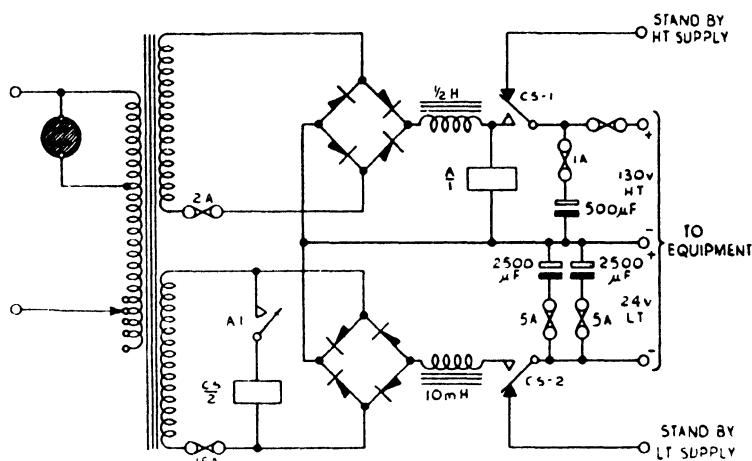 STAND BY
HT SUPPLY
½ H
CS-1
2A
A
1
1A
130V
HT
500µF
TO
EQUIPMENT
+
−
−
+
2500
µF
2500
µF
A1
5A
5A
24V
LT
CS
2
10mH
CS-2
STAND BY
LT SUPPLY